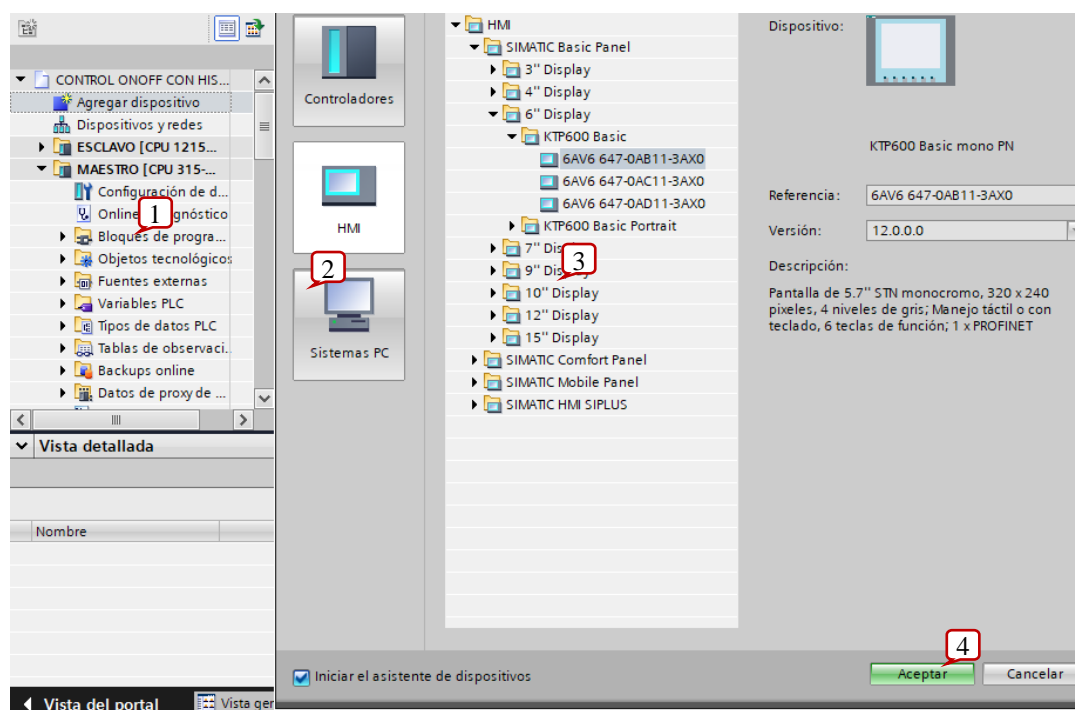 CONTROL ONOFF CON HIS...
Agregar dispositivo
Dispositivos y redes
ESCLAVO [CPU 1215...
MAESTRO [CPU 315-...
Configuración de d...
Online gnóstico
1
Bloques de progra...
Objetos tecnológicos
Fuentes externas
Variables PLC
Tipos de datos PLC
Tablas de observaci..
Backups online
Datos de proxy de ...
Vista detallada
Nombre
Vista del portal
Vista ger
Controladores
HMI
2
Sistemas PC
HMI
SIMATIC Basic Panel
3'' Display
4'' Display
6'' Display
KTP600 Basic
6AV6 647-0AB11-3AX0
6AV6 647-0AC11-3AX0
6AV6 647-0AD11-3AX0
KTP600 Basic Portrait
7'' Dis
3
9'' Dis y
10'' Display
12'' Display
15'' Display
SIMATIC Comfort Panel
SIMATIC Mobile Panel
SIMATIC HMI SIPLUS
Dispositivo:
KTP600 Basic mono PN
Referencia: 6AV6 647-0AB11-3AX0
Versión: 12.0.0.0
Descripción:
Pantalla de 5.7'' STN monocromo, 320 x 240
píxeles, 4 niveles de gris; Manejo táctil o con
teclado, 6 teclas de función; 1 x PROFINET
4
Iniciar el asistente de dispositivos
Aceptar
Cancelar